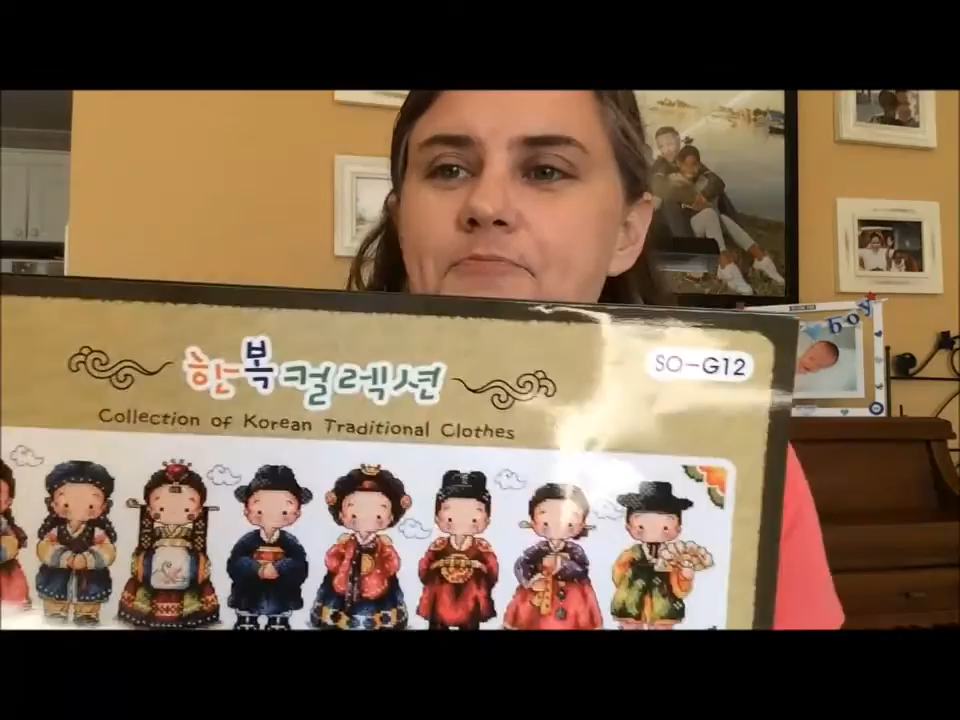 한복컬렉션
SO-G12
Collection of Korean Traditional Clothes
boy